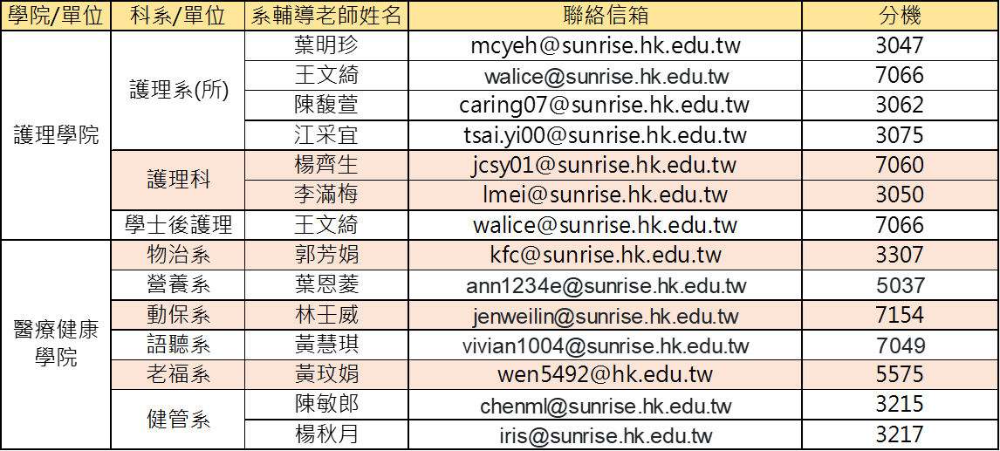 學院/單位 科系/單位 系輔導老師姓名 聯絡信箱 分機
護理學院 護理系(所) 葉明珍 mcyeh@sunrise.hk.edu.tw 3047
王文綺 walice@sunrise.hk.edu.tw 7066
陳馥萱 caring07@sunrise.hk.edu.tw 3062
江采宜 tsai.yi00@sunrise.hk.edu.tw 3075
護理科 楊齊生 jcsy01@sunrise.hk.edu.tw 7060
李滿梅 lmei@sunrise.hk.edu.tw 3050
學士後護理 王文綺 walice@sunrise.hk.edu.tw 7066
醫療健康
學院
物治系 郭芳娟 kfc@sunrise.hk.edu.tw 3307
營養系 葉恩菱 ann1234e@sunrise.hk.edu.tw 5037
動保系 林壬威 jenweilin@sunrise.hk.edu.tw 7154
語聽系 黃慧琪 vivian1004@sunrise.hk.edu.tw 7049
老福系 黃玟娟 wen5492@hk.edu.tw 5575
健管系 陳敏郎 chenml@sunrise.hk.edu.tw 3215
楊秋月 iris@sunrise.hk.edu.tw 3217